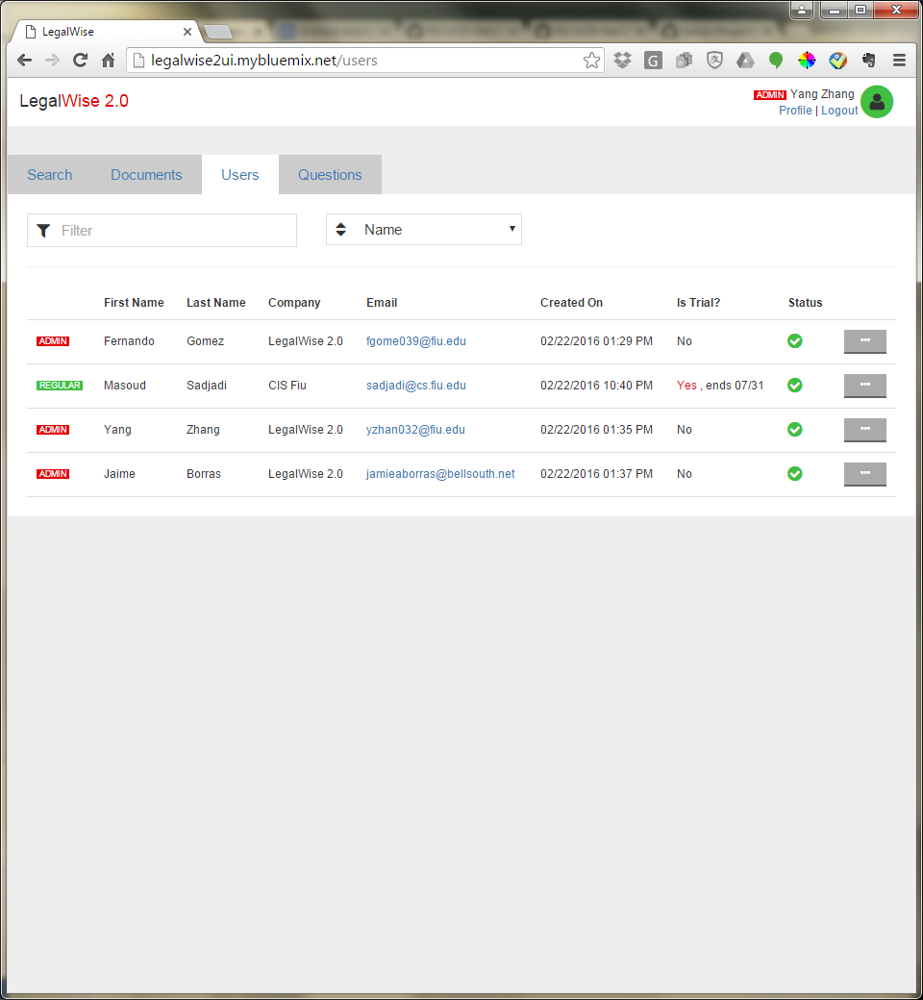 LegalWise
legalwise2ui.mybluemix.net/users
LegalWise 2.0
ADMIN Yang Zhang
Profile | Logout
Search Documents Users Questions
Filter Name
First Name Last Name Company Email Created On Is Trial? Status
ADMIN Fernando Gomez LegalWise 2.0 fgome039@fiu.edu 02/22/2016 01:29 PM No
REGULAR Masoud Sadjadi CIS Fiu sadjadi@cs.fiu.edu 02/22/2016 10:40 PM Yes , ends 07/31
ADMIN Yang Zhang LegalWise 2.0 yzhan032@fiu.edu 02/22/2016 01:35 PM No
ADMIN Jaime Borras LegalWise 2.0 jamieaborras@bellsouth.net 02/22/2016 01:37 PM No